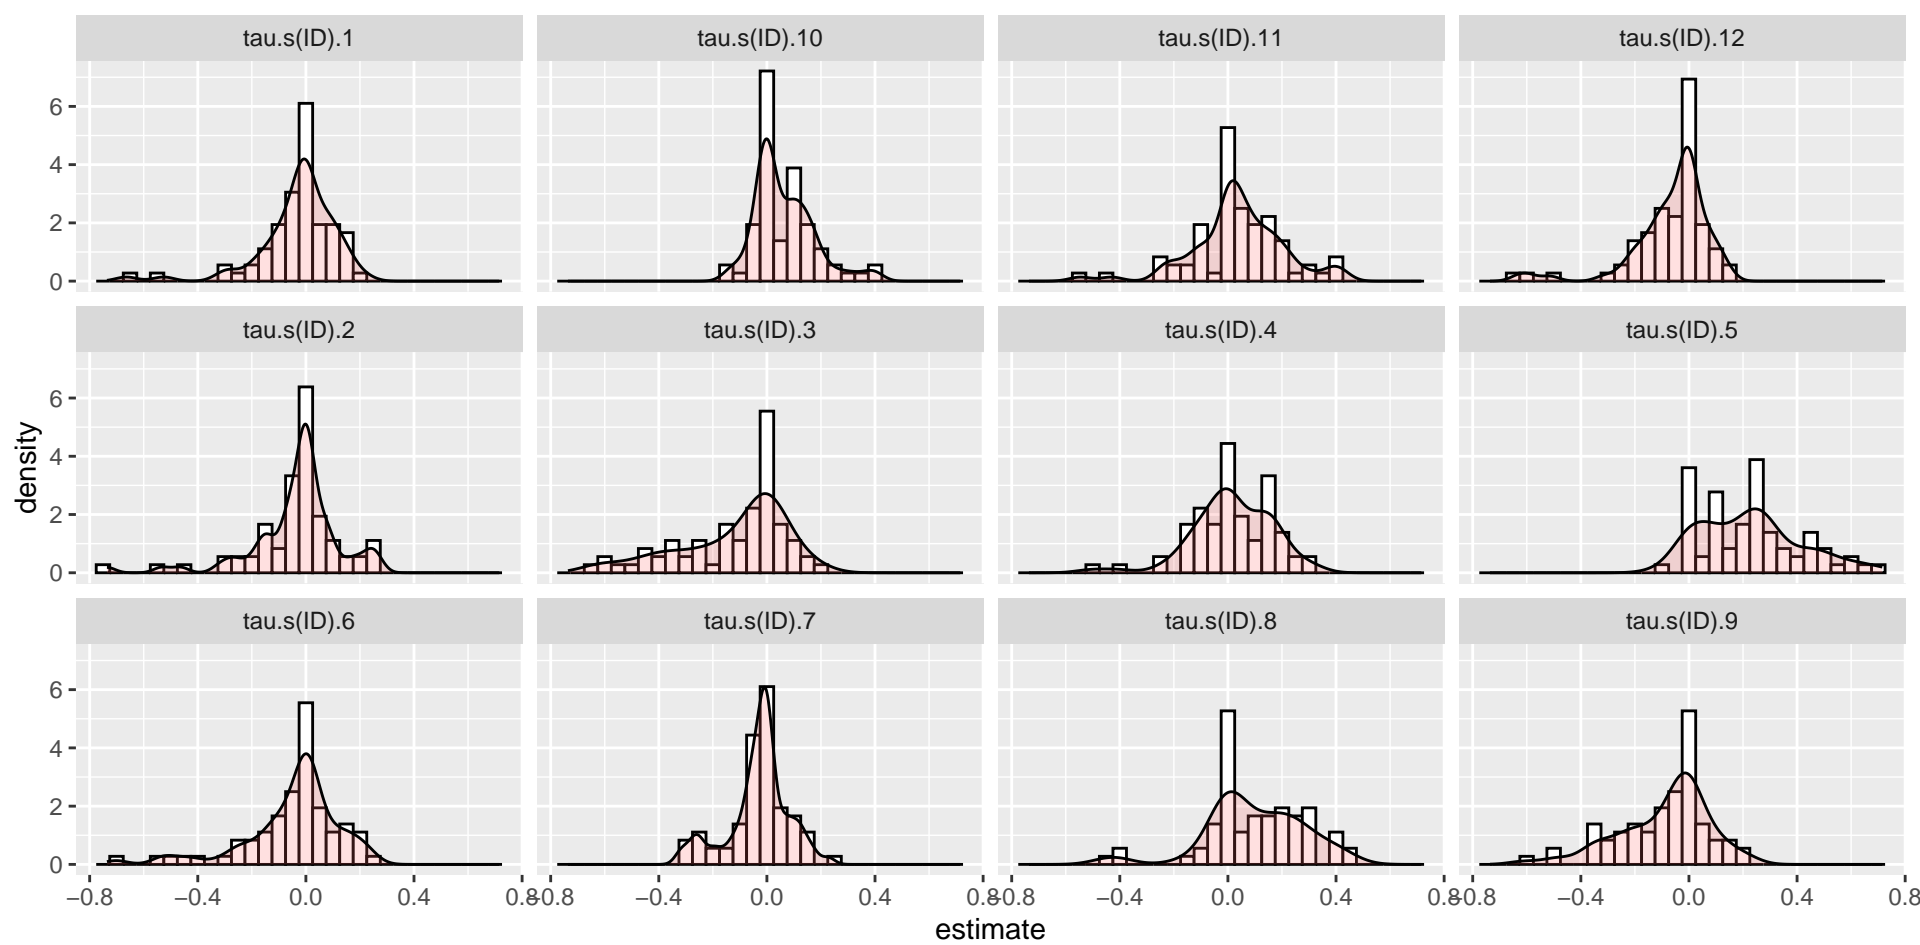 tau.s(ID).1 tau.s(ID).10 tau.s(ID).11 tau.s(ID).12
6
4
2
0
tau.s(ID).2 tau.s(ID).3 tau.s(ID).4 tau.s(ID).5
6
4
2
0
density
tau.s(ID).6 tau.s(ID).7 tau.s(ID).8 tau.s(ID).9
6
4
2
0
−0.8 −0.4 0.0 0.4 0.8 −0.8 −0.4 0.0 0.4 0.8 −0.8 −0.4 0.0 0.4 0.8 −0.8 −0.4 0.0 0.4 0.8
estimate